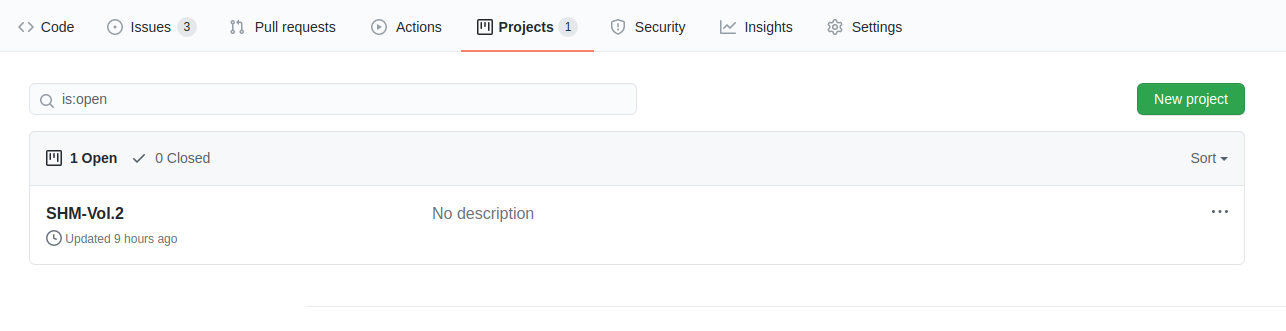 Code Issues 3 Pull requests Actions Projects 1 Security Insights Settings
is:open New project
1 Open 0 Closed Sort
SHM-Vol.2 No description
Updated 9 hours ago